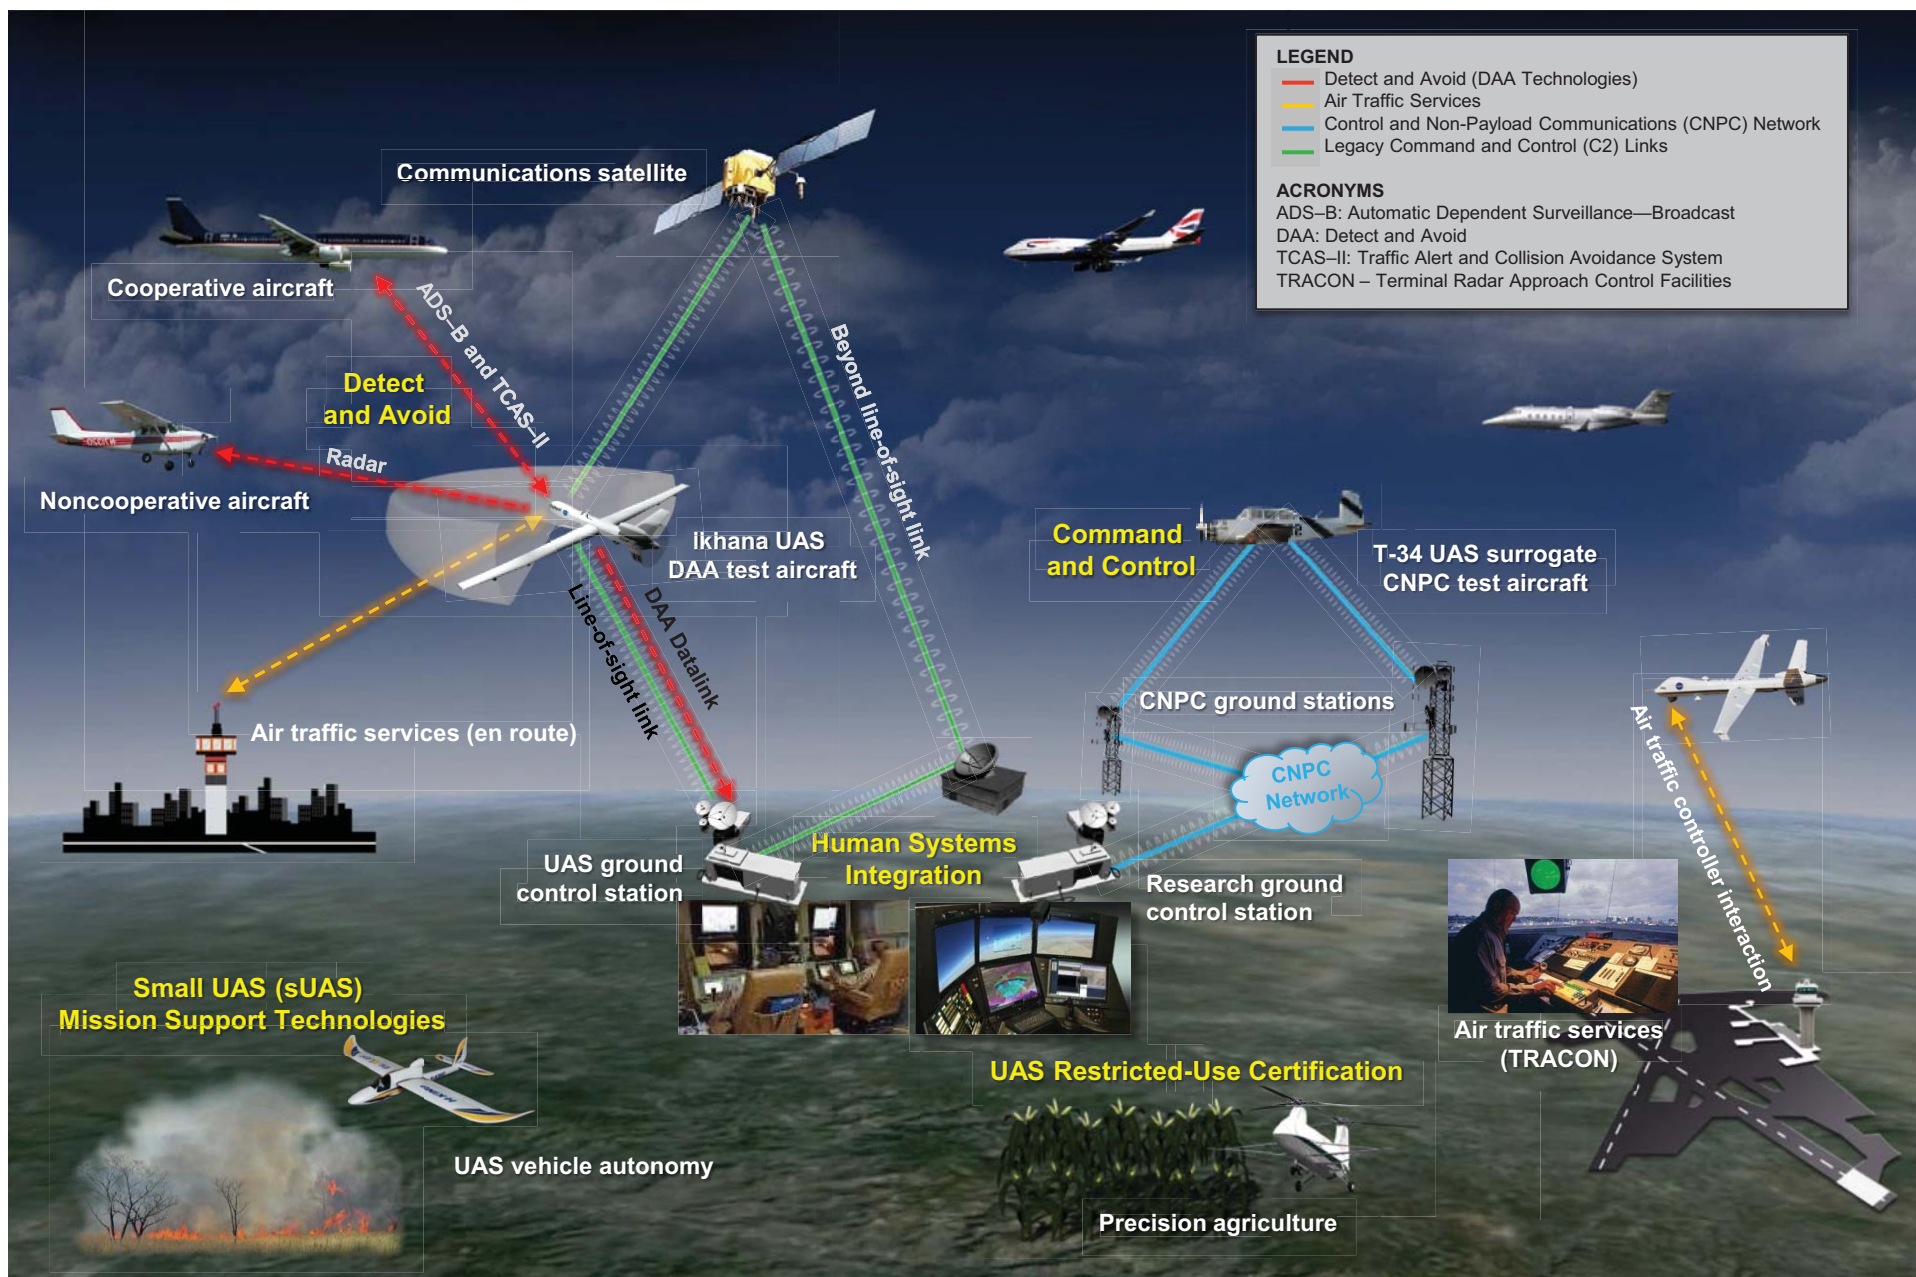 LEGEND
Detect and Avoid (DAA Technologies)
Air Traffic Services
Control and Non-Payload Communications (CNPC) Network
Legacy Command and Control (C2) Links
ACRONYMS
ADS–B: Automatic Dependent Surveillance—Broadcast
DAA: Detect and Avoid
TCAS–II: Traffic Alert and Collision Avoidance System
TRACON – Terminal Radar Approach Control Facilities
Communications satellite
Cooperative aircraft
ADS–B and TCAS–II
Detect
and Avoid
Radar
Noncooperative aircraft
Beyond line-of-sight link
Ikhana UAS
DAA test aircraft
Command
and Control
T-34 UAS surrogate
CNPC test aircraft
Line-of-sight link
DAA Datalink
Air traffic services (en route)
CNPC ground stations
CNPC
Network
Air traffic controller interaction
UAS ground
control station
Human Systems
Integration
Research ground
control station
Small UAS (sUAS)
Mission Support Technologies
UAS vehicle autonomy
UAS Restricted-Use Certification
Precision agriculture
Air traffic services
(TRACON)